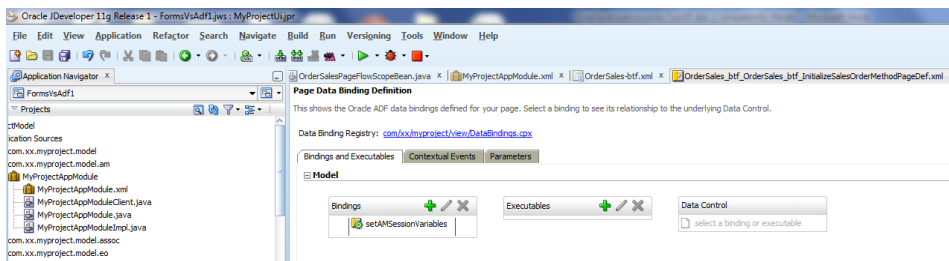 Oracle JDeveloper 11g Release 1 - FormsVsAdf1.jws : MyProjectUi.jpr
File Edit View Application Refactor Search Navigate Build Run Versioning Tools Window Help
Application Navigator x
OrderSalesPageFlowScopeBean.java x MyProjectAppModule.xml x OrderSales-btf.xml x OrderSales_btf_OrderSales_btf_InitializeSalesOrderMethodPageDef.xml
FormsVsAdf1
Page Data Binding Definition
Projects
This shows the Oracle ADF data bindings defined for your page. Select a binding to see its relationship to the underlying Data Control.
ctModel
Data Binding Registry: com/xx/myproject/view/DataBindings.cpx
ication Sources
com.xx.myproject.model
com.xx.myproject.model.am
Bindings and Executables Contextual Events Parameters
MyProjectAppModule
Model
MyProjectAppModule.xml
MyProjectAppModuleClient.java
Bindings Executables Data Control
MyProjectAppModule.java
setAMSessionVariables select a binding or executable
MyProjectAppModuleImpl.java
com.xx.myproject.model.assoc
com.xx.myproject.model.eo